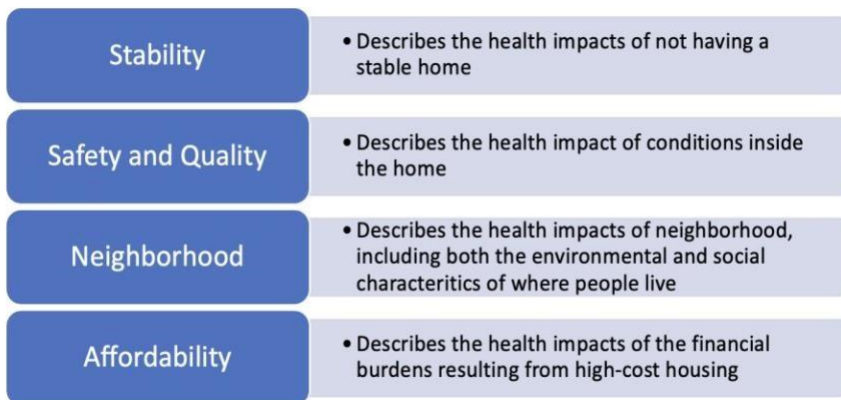 Stability
• Describes the health impacts of not having a
stable home
Safety and Quality
• Describes the health impact of conditions inside
the home
Neighborhood
• Describes the health impacts of neighborhood,
including both the environmental and social
characteritics of where people live
Affordability
• Describes the health impacts of the financial
burdens resulting from high-cost housing